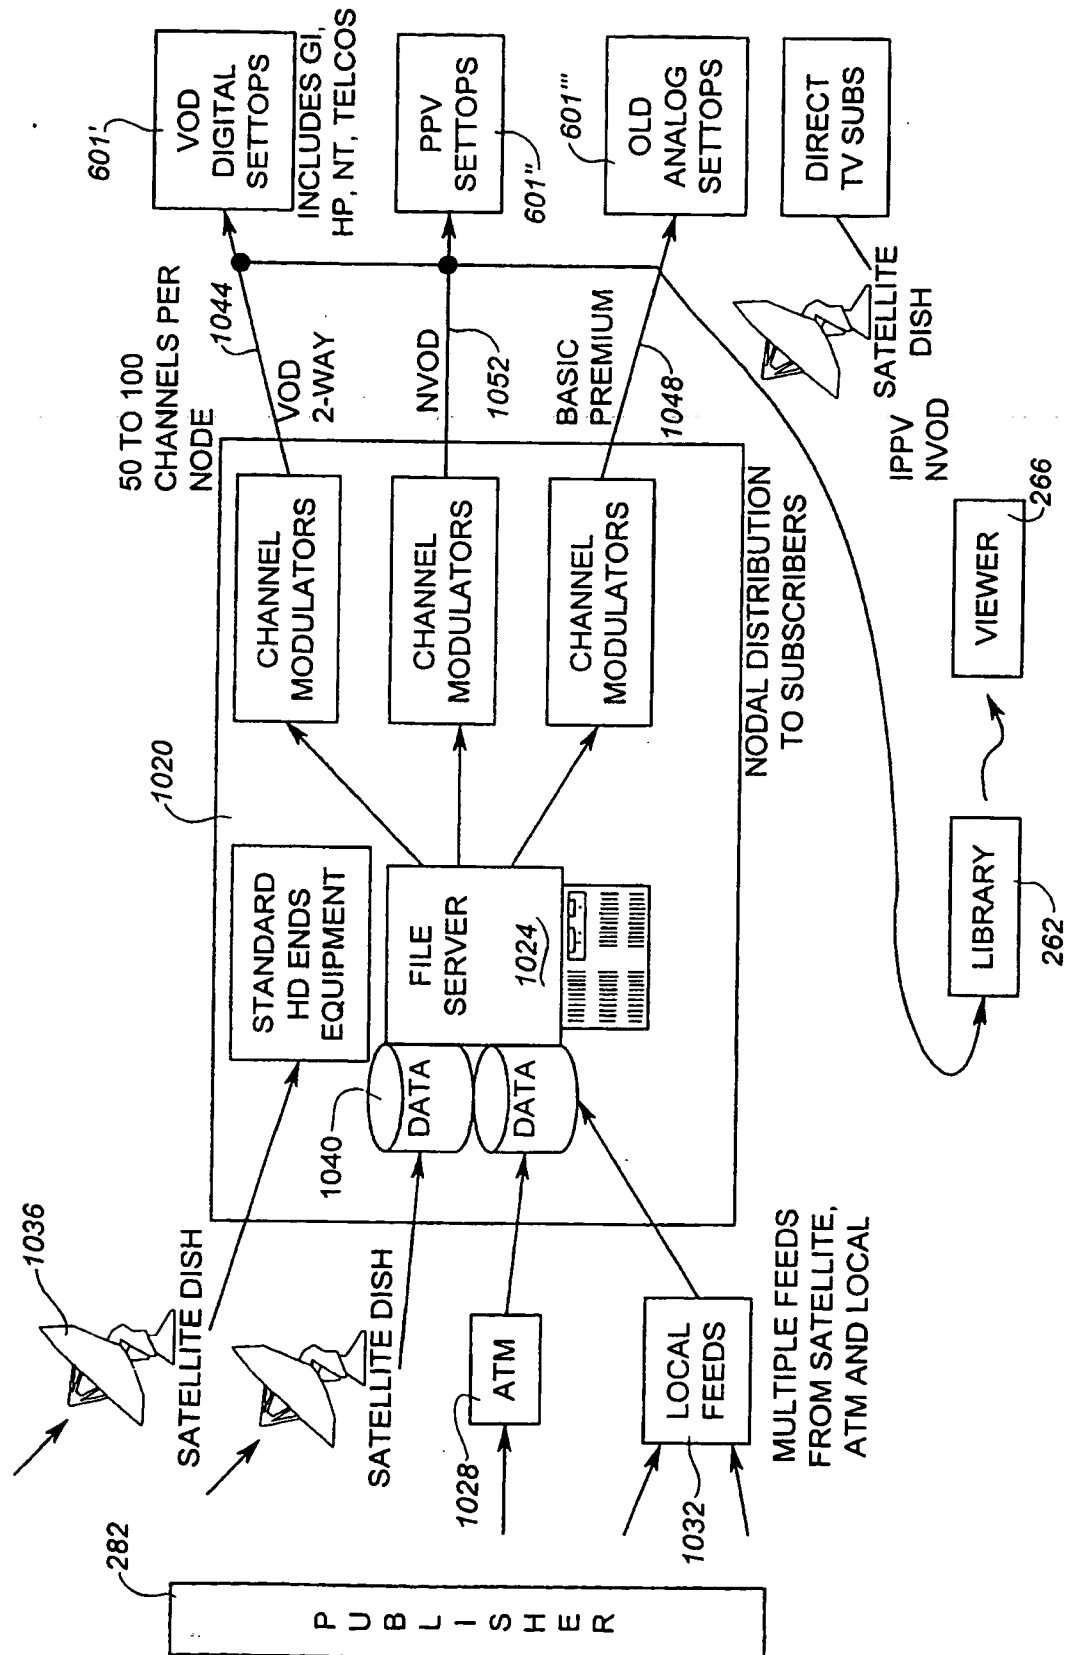 282
PUBLISHER
1036
SATELLITE DISH
SATELLITE DISH
1028
ATM
1032
LOCAL
FEEDS
MULTIPLE FEEDS
FROM SATELLITE,
ATM AND LOCAL
1020
STANDARD
HD ENDS
EQUIPMENT
1040
DATA
DATA
FILE
SERVER
1024
CHANNEL
MODULATORS
CHANNEL
MODULATORS
CHANNEL
MODULATORS
NODAL DISTRIBUTION
TO SUBSCRIBERS
50 TO 100
CHANNELS PER
NODE
1044
VOD
2-WAY
NVOD
1052
BASIC
PREMIUM
1048
601'
VOD
DIGITAL
SETTOPS
INCLUDES GI,
HP, NT, TELCOS
PPV
SETTOPS
601"
601'''
OLD
ANALOG
SETTOPS
DIRECT
TV SUBS
SATELLITE
DISH
IPPV
NVOD
LIBRARY
262
VIEWER
266